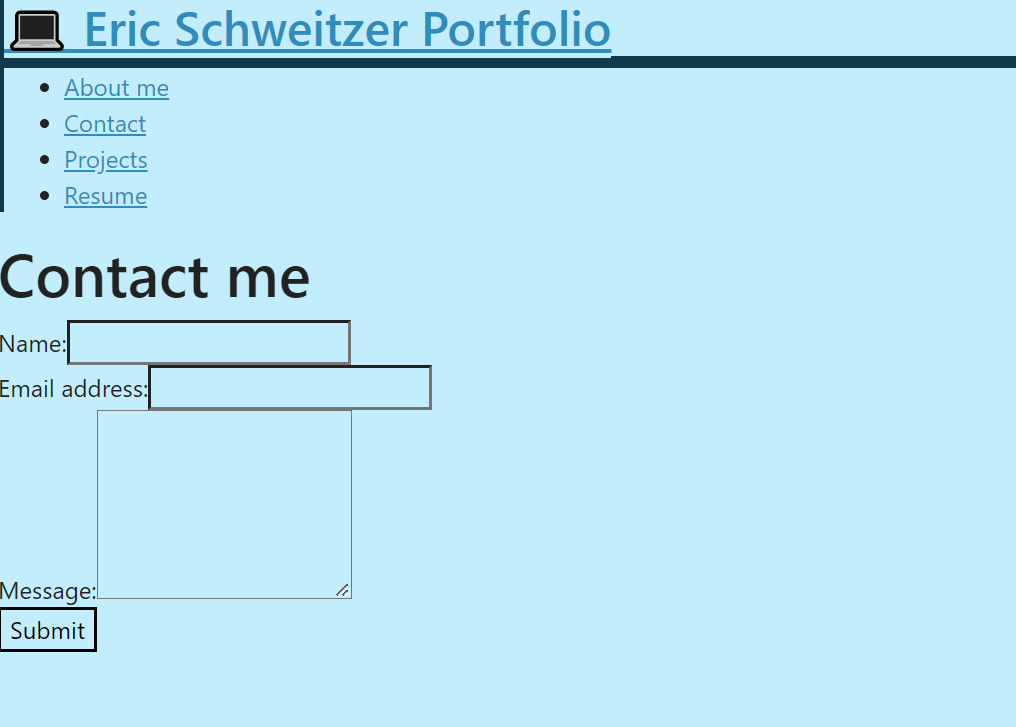 Eric Schweitzer Portfolio
About me
Contact
Projects
Resume
Contact me
Name:
Email address:
Message:
Submit